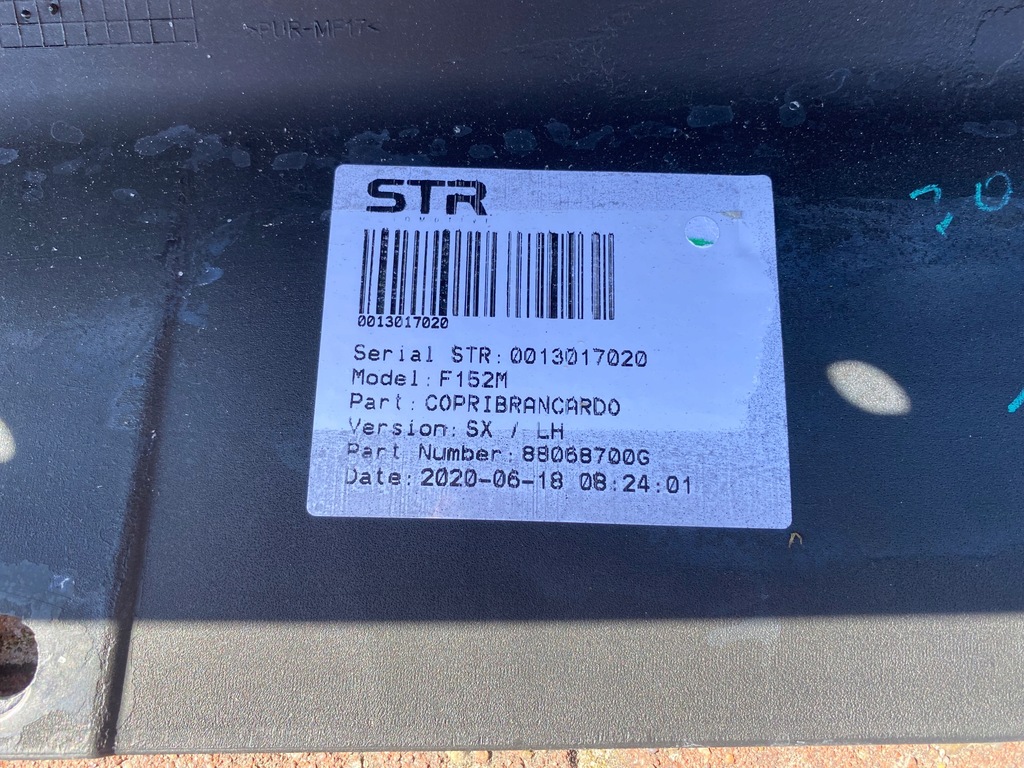 >PUR-MF17<
STR
0013017020
Serial STR: 0013017020
Model: F152M
Part: COPRIBRANCARDO
Version: SX / LH
Part Number: 88068700G
Date: 2020-06-18 08:24:01